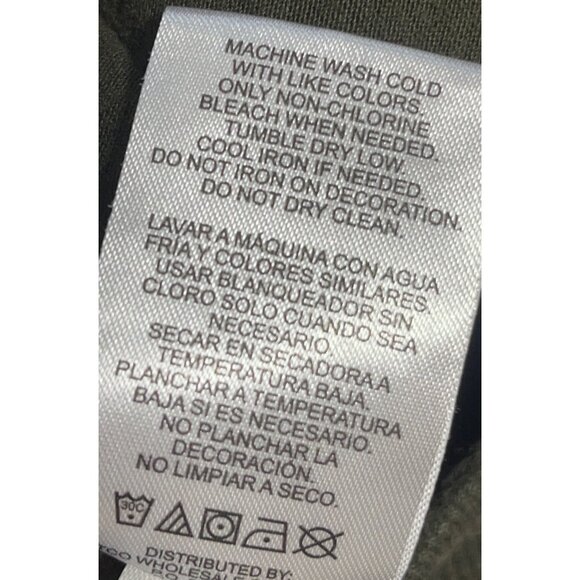 MACHINE WASH COLD
WITH LIKE COLORS.
ONLY NON-CHLORINE
BLEACH WHEN NEEDED.
TUMBLE DRY LOW.
COOL IRON IF NEEDED.
DO NOT IRON ON DECORATION.
DO NOT DRY CLEAN.
LAVAR A MÁQUINA CON AGUA
FRÍA Y COLORES SIMILARES.
USAR BLANQUEADOR SIN
CLORO SOLO CUANDO SEA
NECESARIO.
SECAR EN SECADORA A
TEMPERATURA BAJA.
PLANCHAR A TEMPERATURA
BAJA SI ES NECESARIO.
NO PLANCHAR LA
DECORACIÓN.
NO LIMPIAR A SECO.
30C
DISTRIBUTED BY:
TCO WHOLESALE